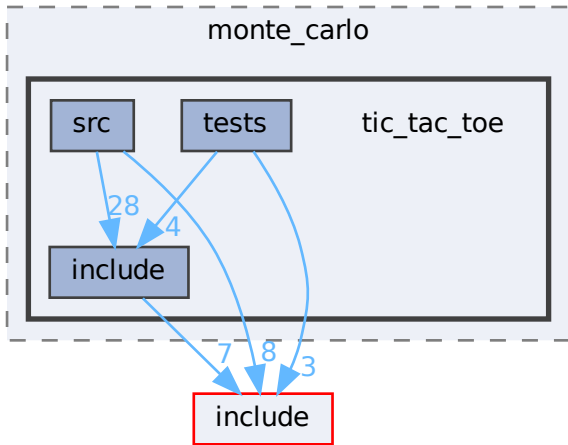 monte_carlo
src
tests
tic_tac_toe
28
4
include
7
8
3
include